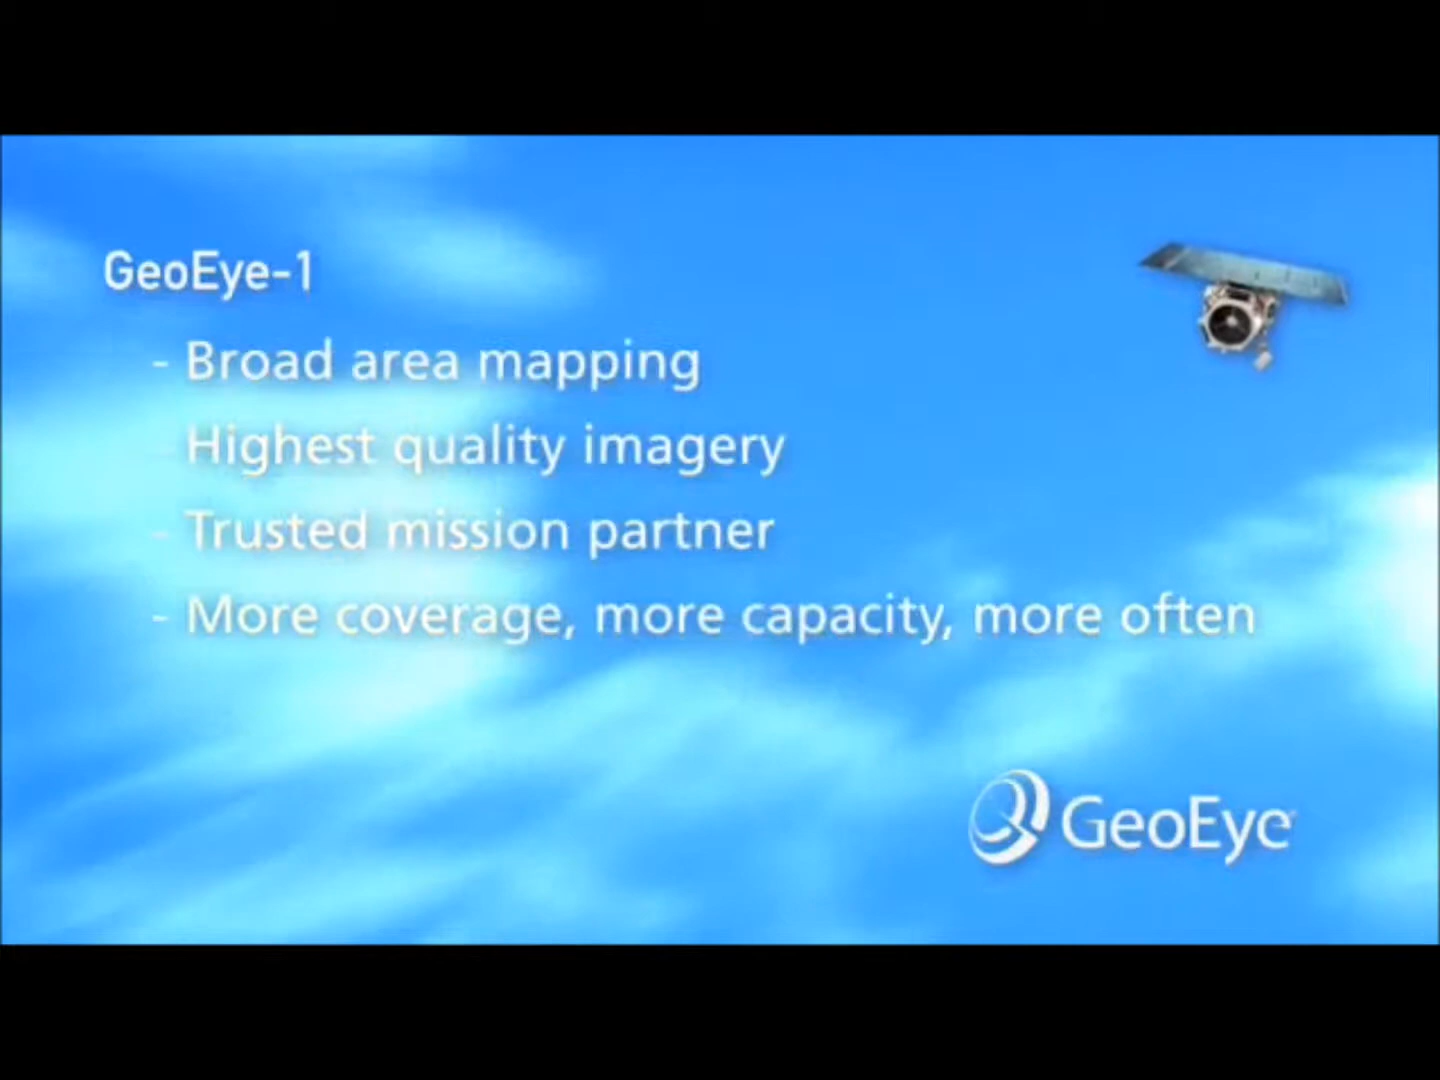 GeoEye-1
- Broad area mapping
- Highest quality imagery
- Trusted mission partner
- More coverage, more capacity, more often
GeoEye